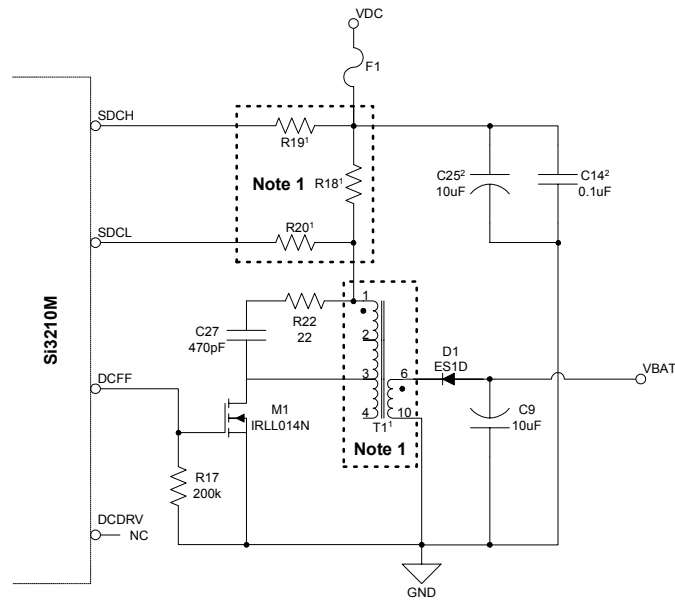 VDC
F1
SDCH
R19¹
Note 1
R18¹
C25²
10uF
C14²
0.1uF
SDCL
R20¹
Si3210M
1
R22
22
C27
470pF
2
D1
ES1D
DCFF
3
6
VBAT
M1
IRLL014N
4
10
T1¹
C9
10uF
Note 1
R17
200k
DCDRV
NC
GND